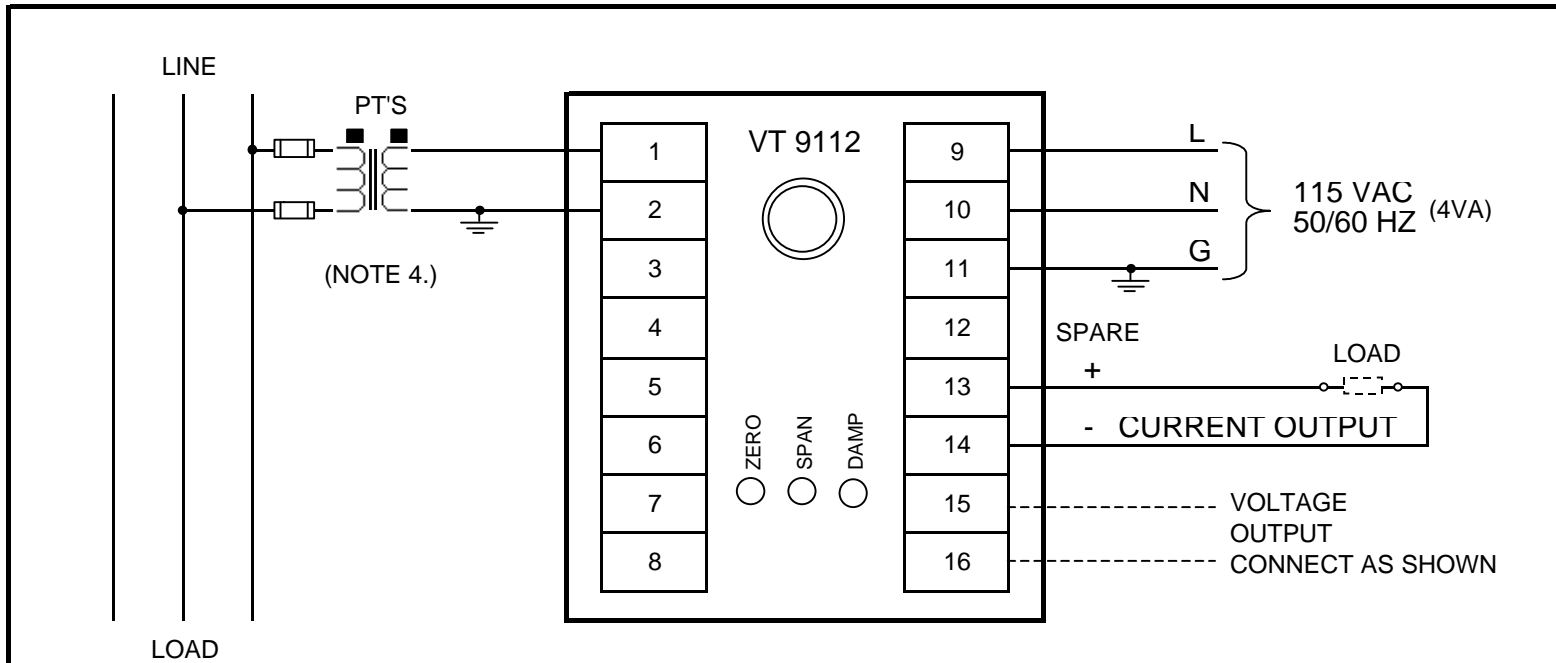 LINE
PT'S
(NOTE 4.)
LOAD
VT 9112
1
2
3
4
5
6
7
8
ZERO
SPAN
DAMP
9
10
11
12
13
14
15
16
L
N
G
115 VAC
50/60 HZ (4VA)
SPARE
+
LOAD
- CURRENT OUTPUT
VOLTAGE
OUTPUT
CONNECT AS SHOWN